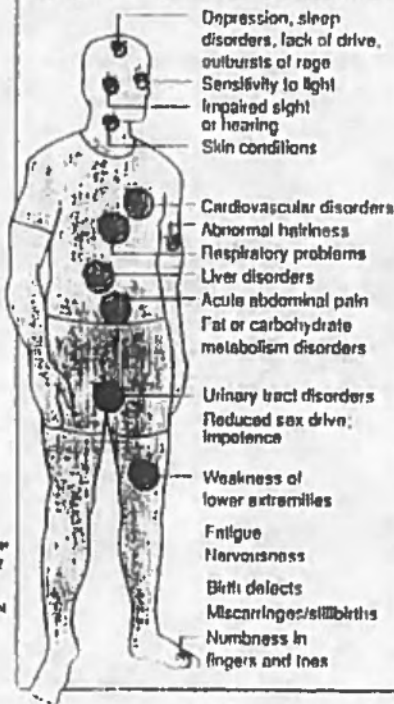 Depression, sleep
disorders, lack of drive,
outbursts of rage
Sensitivity to light
Impaired sight
or hearing
Skin conditions
Cardiovascular disorders
Abnormal hairiness
Respiratory problems
Liver disorders
Acute abdominal pain
Fat or carbohydrate
metabolism disorders
Urinary tract disorders
Reduced sex drive;
Impotence
Weakness of
lower extremities
Fatigue
Nervousness
Birth defects
Miscarriages/stillbirths
Numbness in
fingers and toes